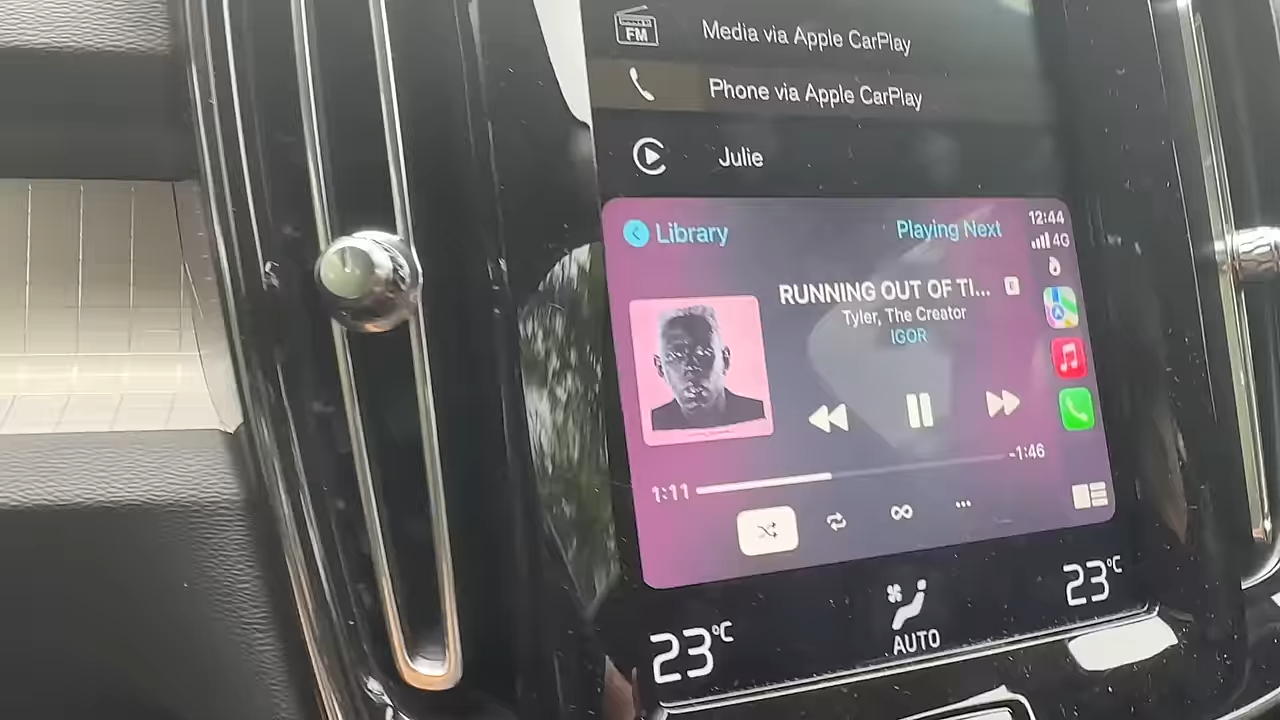 FM
Media via Apple CarPlay
Phone via Apple CarPlay
Julie
Library
Playing Next
12:44
4G
RUNNING OUT OF TI... E
Tyler, The Creator
IGOR
1:11
-1:46
23°C
AUTO
23°C